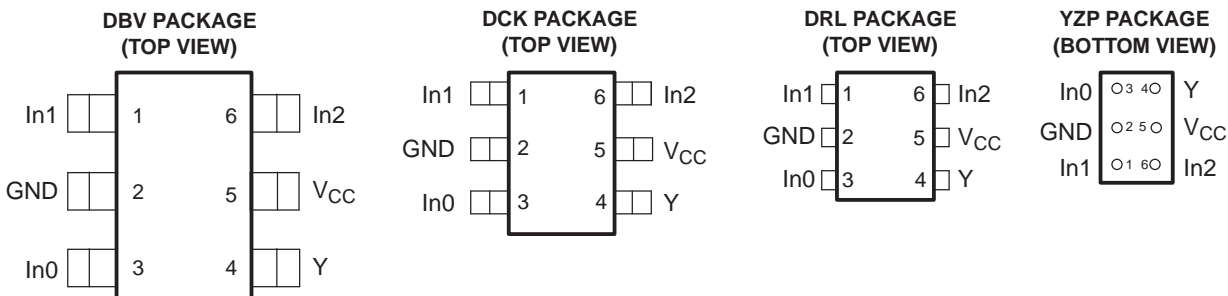 DBV PACKAGE
(TOP VIEW)
In1 1 6 In2
GND 2 5 VCC
In0 3 4 Y
DCK PACKAGE
(TOP VIEW)
In1 1 6 In2
GND 2 5 VCC
In0 3 4 Y
DRL PACKAGE
(TOP VIEW)
In1 1 6 In2
GND 2 5 VCC
In0 3 4 Y
YZP PACKAGE
(BOTTOM VIEW)
In0 3 4 Y
GND 2 5 VCC
In1 1 6 In2